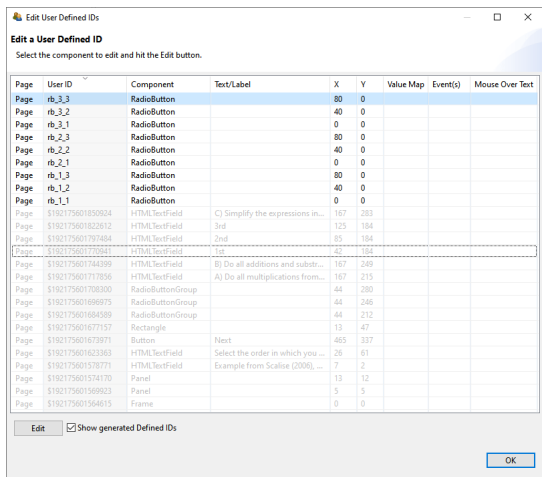 Edit User Defined IDs
Edit a User Defined ID
Select the component to edit and hit the Edit button.
Page User ID Component Text/Label X Y Value Map Event(s) Mouse Over Text
Page rb_3_3 RadioButton 80 0
Page rb_3_2 RadioButton 40 0
Page rb_3_1 RadioButton 0 0
Page rb_2_3 RadioButton 80 0
Page rb_2_2 RadioButton 40 0
Page rb_2_1 RadioButton 0 0
Page rb_1_3 RadioButton 80 0
Page rb_1_2 RadioButton 40 0
Page rb_1_1 RadioButton 0 0
Page $192175601850924 HTMLTextField C) Simplify the expressions in... 167 283
Page $192175601822612 HTMLTextField 3rd 125 184
Page $192175601797484 HTMLTextField 2nd 85 184
Page $192175601770941 HTMLTextField 1st 42 184
Page $192175601744399 HTMLTextField B) Do all additions and substr... 167 249
Page $192175601717856 HTMLTextField A) Do all multiplications from... 167 215
Page $192175601706300 RadioButtonGroup 44 280
Page $192175601696975 RadioButtonGroup 44 246
Page $192175601684589 RadioButtonGroup 44 212
Page $192175601677157 Rectangle 13 47
Page $192175601673971 Button Next 465 337
Page $192175601623363 HTMLTextField Select the order in which you ... 26 61
Page $192175601578771 HTMLTextField Example from Scalise (2006), ... 7 2
Page $192175601574170 Panel 13 12
Page $192175601569923 Panel 5 5
Page $192175601564615 Frame 0 0
Edit Show generated Defined IDs
OK